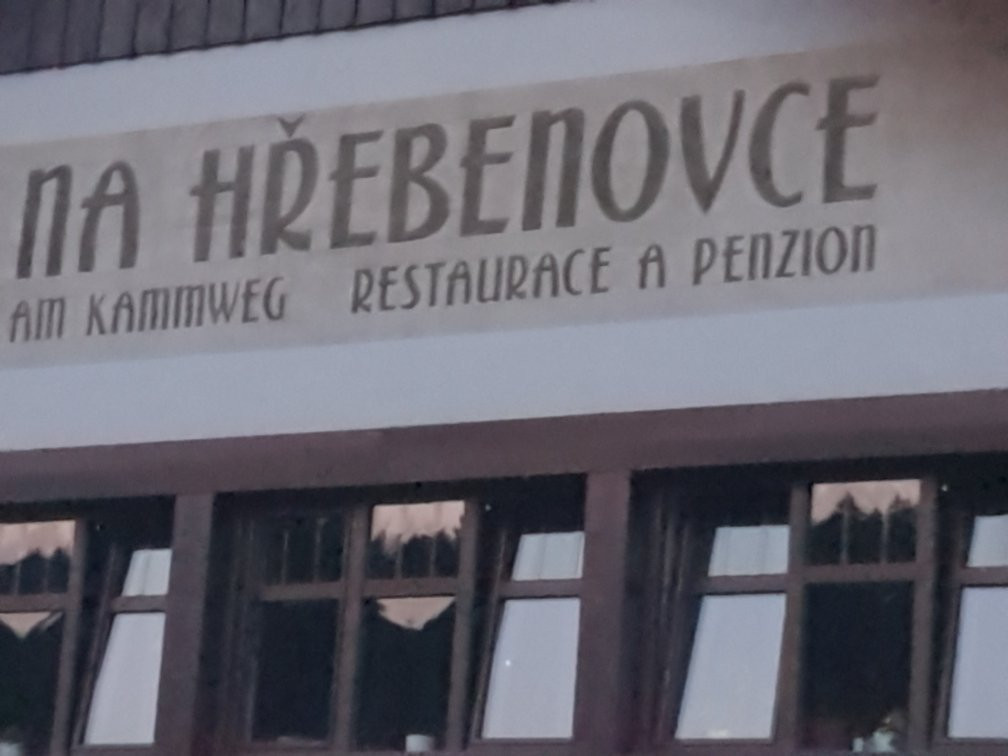 NA HŘEBENOVCE
AM KAMMWEG RESTAURACE A PENZION